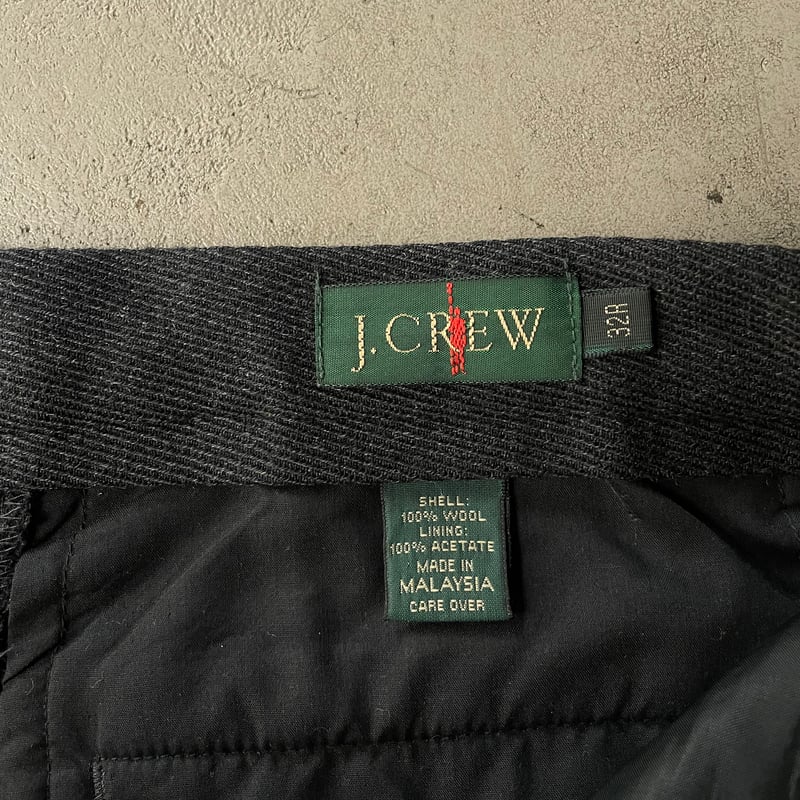 J.CREW
32R
SHELL:
100% WOOL
LINING:
100% ACETATE
MADE IN
MALAYSIA
CARE OVER